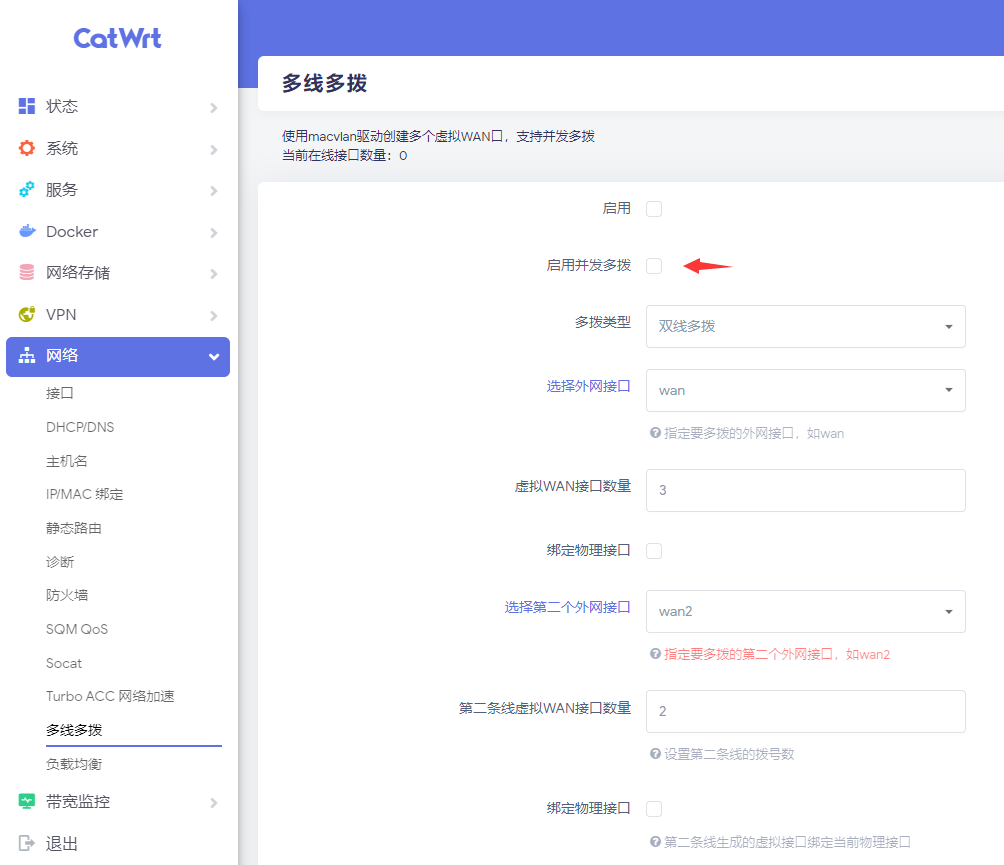 CatWrt
状态
系统
服务
Docker
网络存储
VPN
网络
接口
DHCP/DNS
主机名
IP/MAC 绑定
静态路由
诊断
防火墙
SQM QoS
Socat
Turbo ACC 网络加速
多线多拨
负载均衡
带宽监控
退出
多线多拨
使用macvlan驱动创建多个虚拟WAN口，支持并发多拨
当前在线接口数量：0
启用
启用并发多拨
多拨类型 双线多拨
选择外网接口 wan
指定要多拨的外网接口，如wan
虚拟WAN接口数量 3
绑定物理接口
选择第二个外网接口 wan2
指定要多拨的第二个外网接口，如wan2
第二条线虚拟WAN接口数量 2
设置第二条线的拨号数
绑定物理接口
第二条线生成的虚拟接口绑定当前物理接口